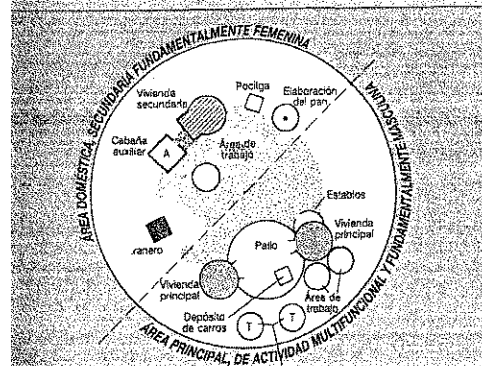 ÁREA DOMÉSTICA, SECUNDARIA FUNDAMENTALMENTE FEMENINA
Vivienda
secundaria
Pocilga
Elaboración
del pan
Cabaña
auxiliar
A
Área de
trabajo
Establos
Vivienda
principal
Patio
ranero
Vivienda
principal
Área de
trabajo
Depósito
de carros
T
T
ÁREA PRINCIPAL, DE ACTIVIDAD MULTIFUNCIONAL Y FUNDAMENTALMENTE MASCULINA